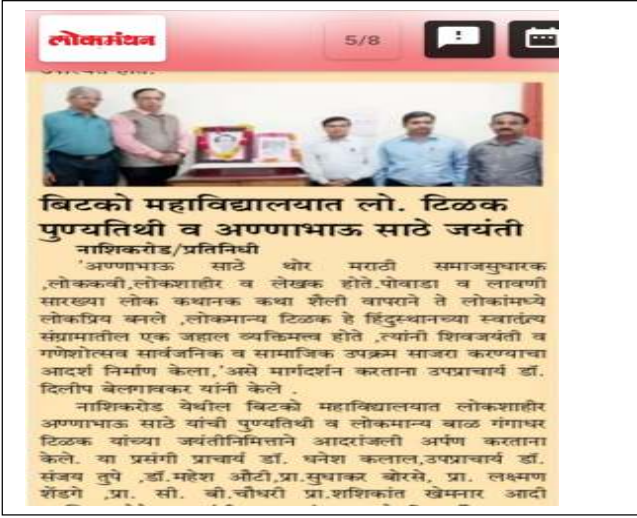 लोकमंथन
5/8
बिटको महाविद्यालयात लो. टिळक
पुण्यतिथी व अण्णाभाऊ साठे जयंती
नाशिकरोड/प्रतिनिधी
'अण्णाभाऊ साठे थोर मराठी समाजसुधारक
,लोककवी,लोकशाहीर व लेखक होते.पोवाडा व लावणी
सारख्या लोक कथानक कथा शैली वापराने ते लोकांमध्ये
लोकप्रिय बनले ,लोकमान्य टिळक हे हिंदुस्थानच्या स्वातंत्र्य
संग्रामातील एक जहाल व्यक्तिमत्त्व होते ,त्यांनी शिवजयंती व
गणेशोत्सव सार्वजनिक व सामाजिक उपक्रम साजरा करण्याचा
आदर्श निर्माण केला,'असे मार्गदर्शन करताना उपप्राचार्य डॉ.
दिलीप बेलगावकर यांनी केले .
नाशिकरोड येथील बिटको महाविद्यालयात लोकशाहीर
अण्णाभाऊ साठे यांची पुण्यतिथी व लोकमान्य बाळ गंगाधर
टिळक यांच्या जयंतीनिमित्ताने आदरांजली अर्पण करताना
केले. या प्रसंगी प्राचार्य डॉ. धनेश कलाल,उपप्राचार्य डॉ.
संजय तुपे ,डॉ.महेश औटी,प्रा.सुधाकर बोरसे, प्रा. लक्ष्मण
शेंडगे ,प्रा. सी. बी.चौधरी प्रा.शशिकांत खेमनार आदी